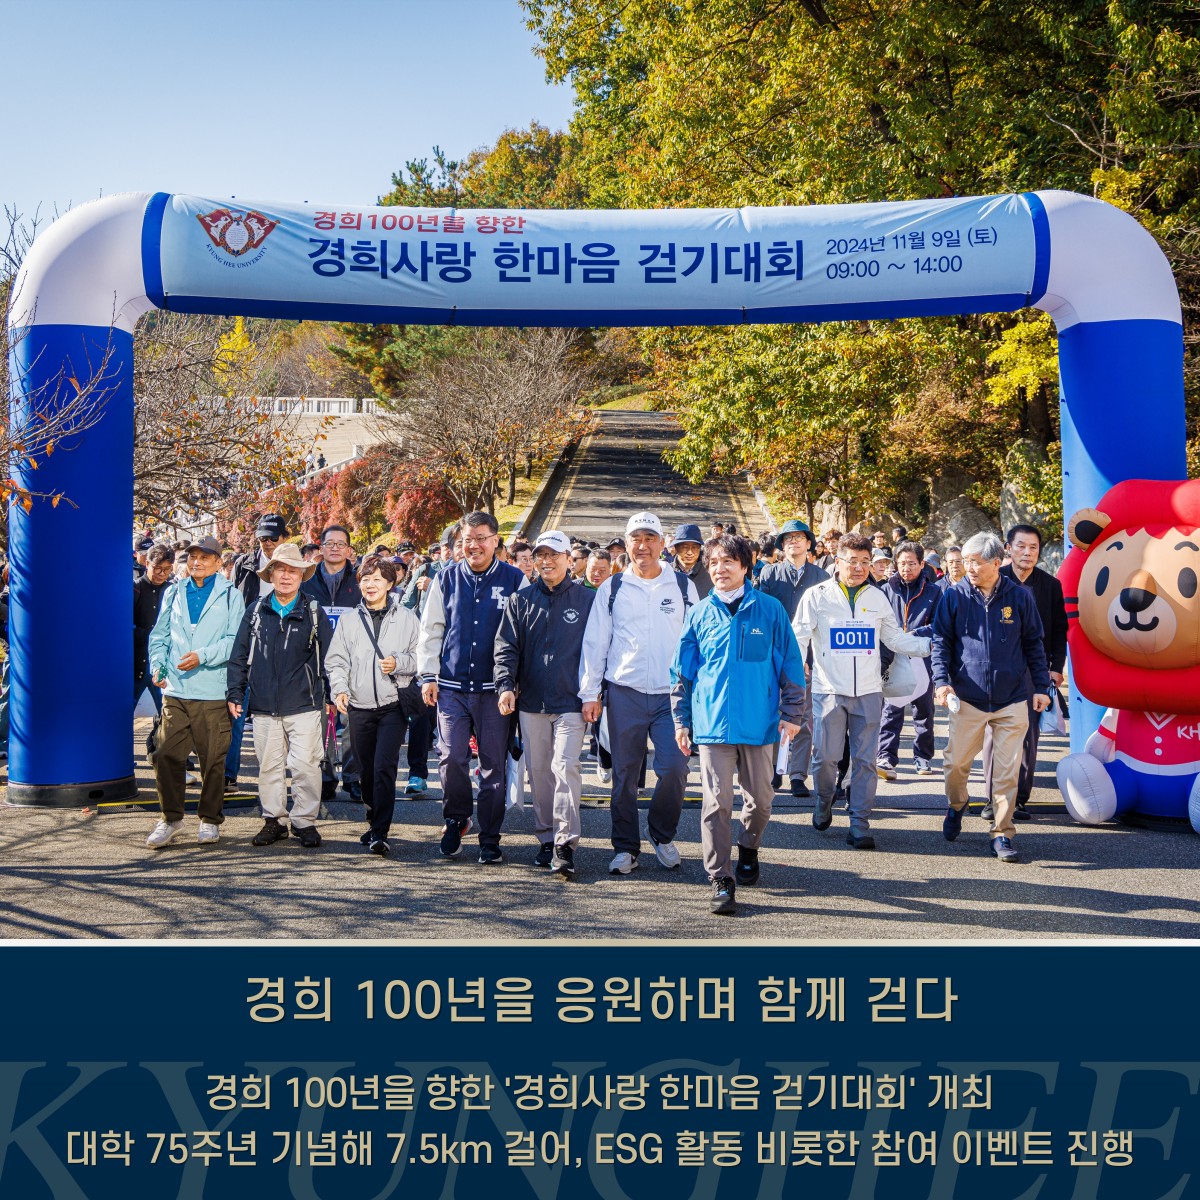 경희100년을 향한
경희사랑 한마음 걷기대회
2024년 11월 9일 (토)
09:00 ~ 14:00
KYUNG HEE UNIVERSITY
K
0011
KH
경희 100년을 응원하며 함께 걷다
KYUNGHEE
경희 100년을 향한 '경희사랑 한마음 걷기대회' 개최
대학 75주년 기념해 7.5km 걸어, ESG 활동 비롯한 참여 이벤트 진행